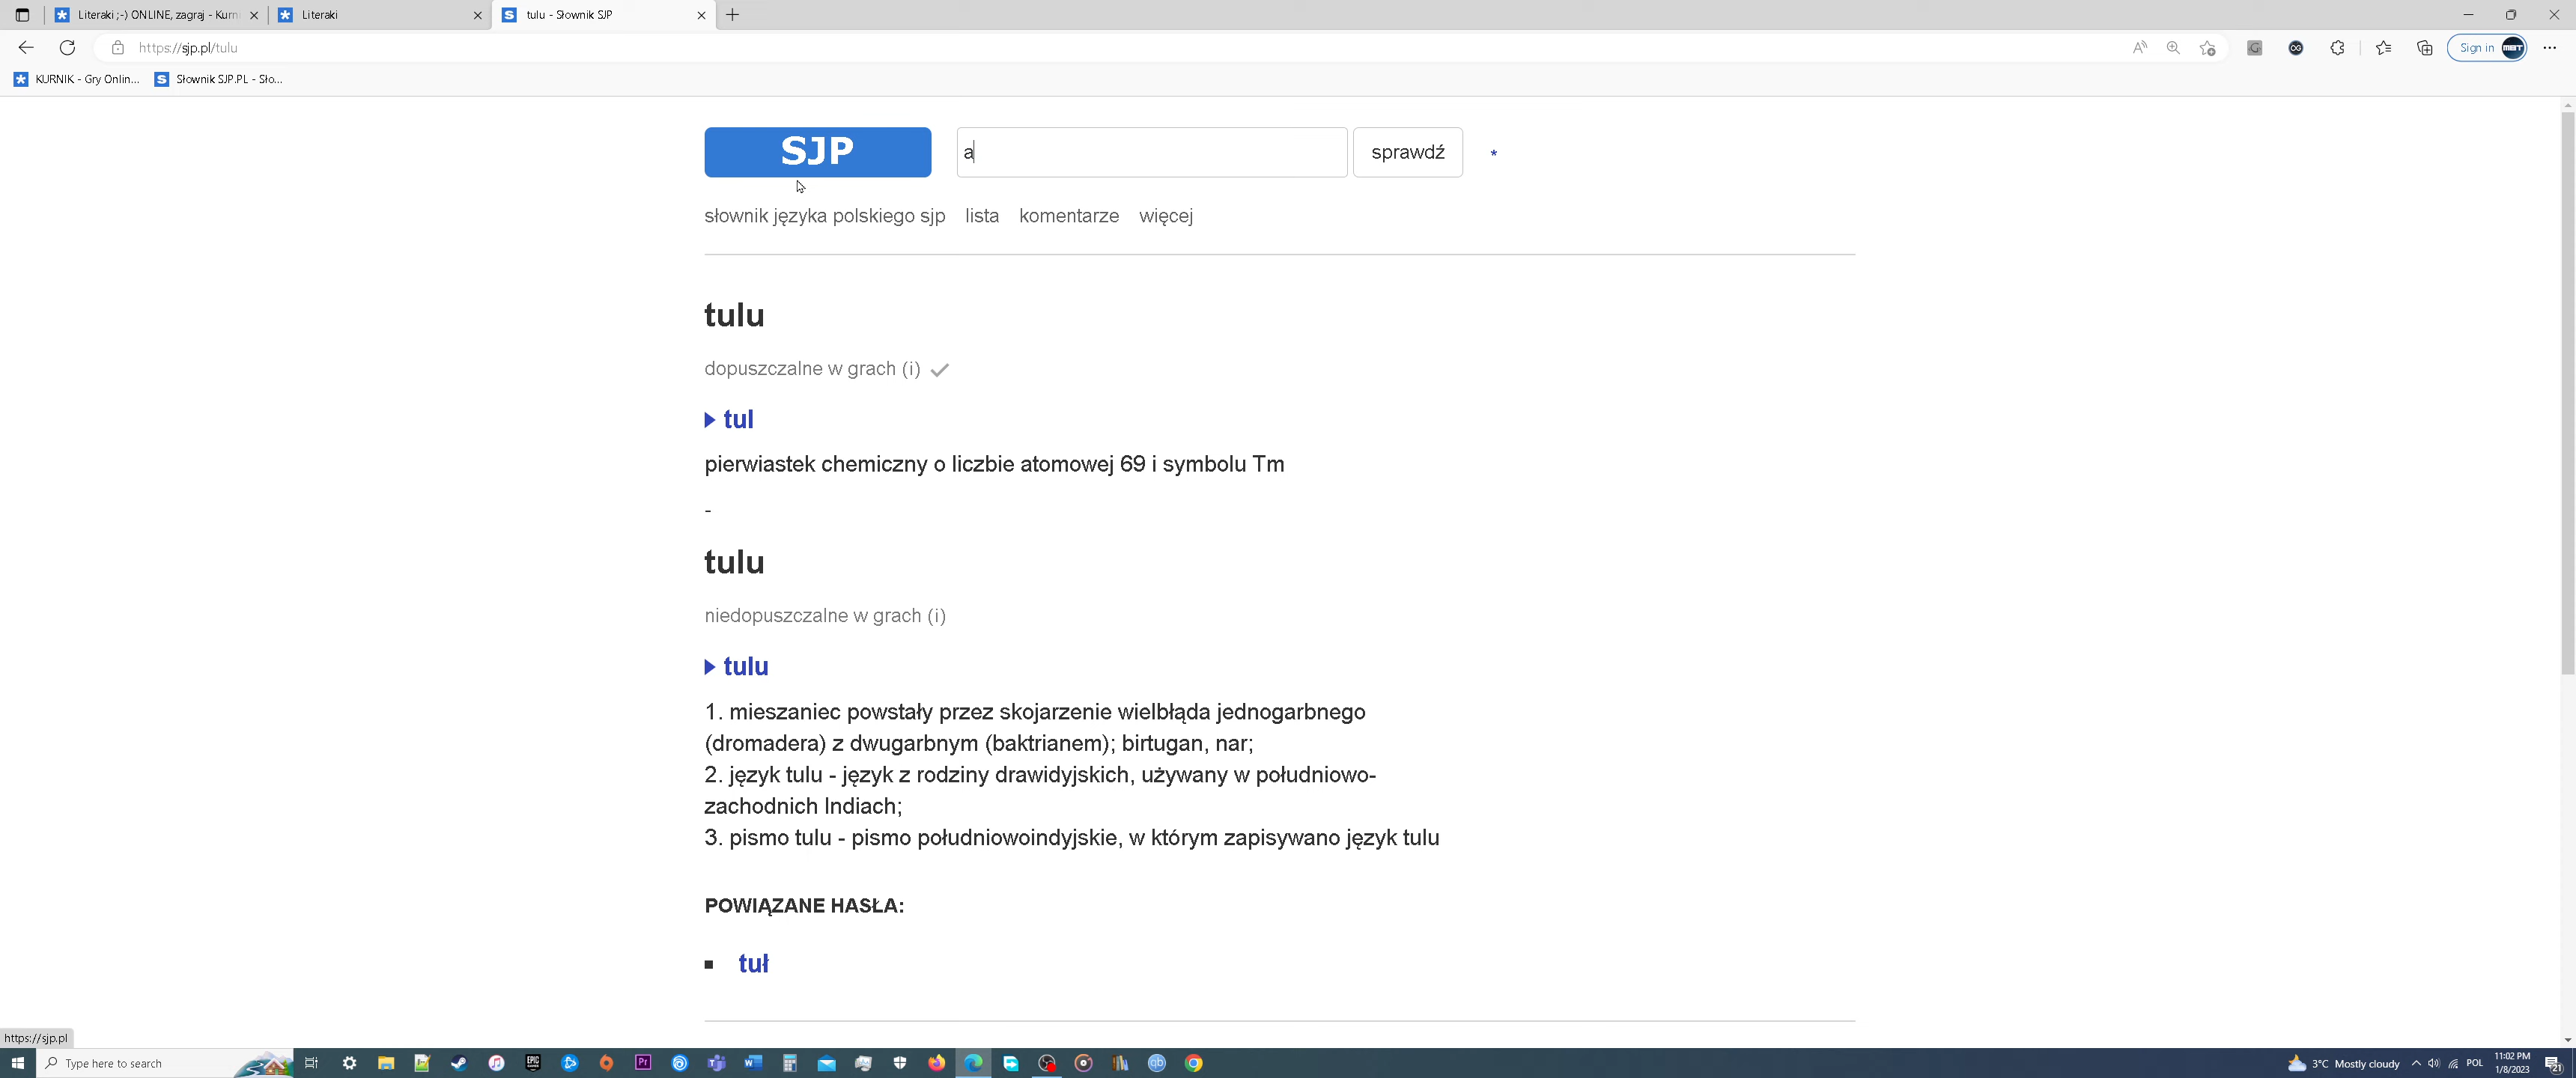 Literaki ;-) ONLINE, zagraj - Kurni
Literaki
tulu - Słownik SJP
https://sjp.pl/tulu
Sign in
KURNIK - Gry Onlin...
Słownik SJP.PL - Sło...
SJP
a
sprawdź
*
słownik języka polskiego sjp lista komentarze więcej
tulu
dopuszczalne w grach (i)
tul
pierwiastek chemiczny o liczbie atomowej 69 i symbolu Tm
-
tulu
niedopuszczalne w grach (i)
tulu
1. mieszaniec powstały przez skojarzenie wielbłąda jednogarbnego
(dromadera) z dwugarbnym (baktrianem); birtugan, nar;
2. język tulu - język z rodziny drawidyjskich, używany w południowo-
zachodnich Indiach;
3. pismo tulu - pismo południowoindyjskie, w którym zapisywano język tulu
POWIĄZANE HASŁA:
tuł
https://sjp.pl
Type here to search
3°C Mostly cloudy
POL
11:02 PM
1/8/2023
21